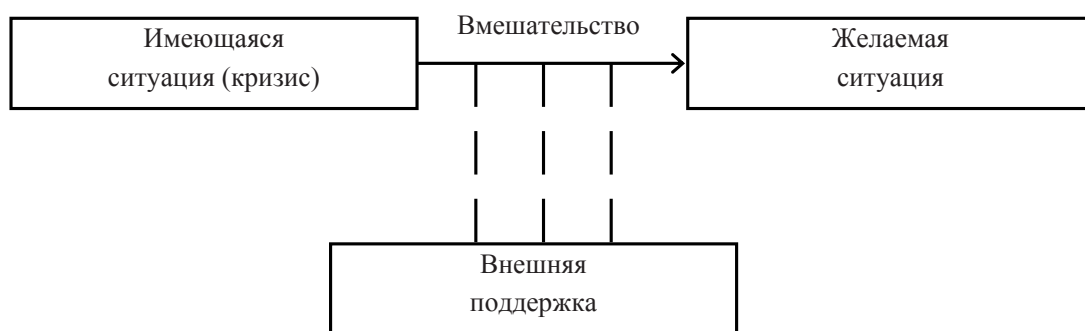 Имеющаяся
ситуация (кризис)
Вмешательство
Желаемая
ситуация
Внешняя
поддержка